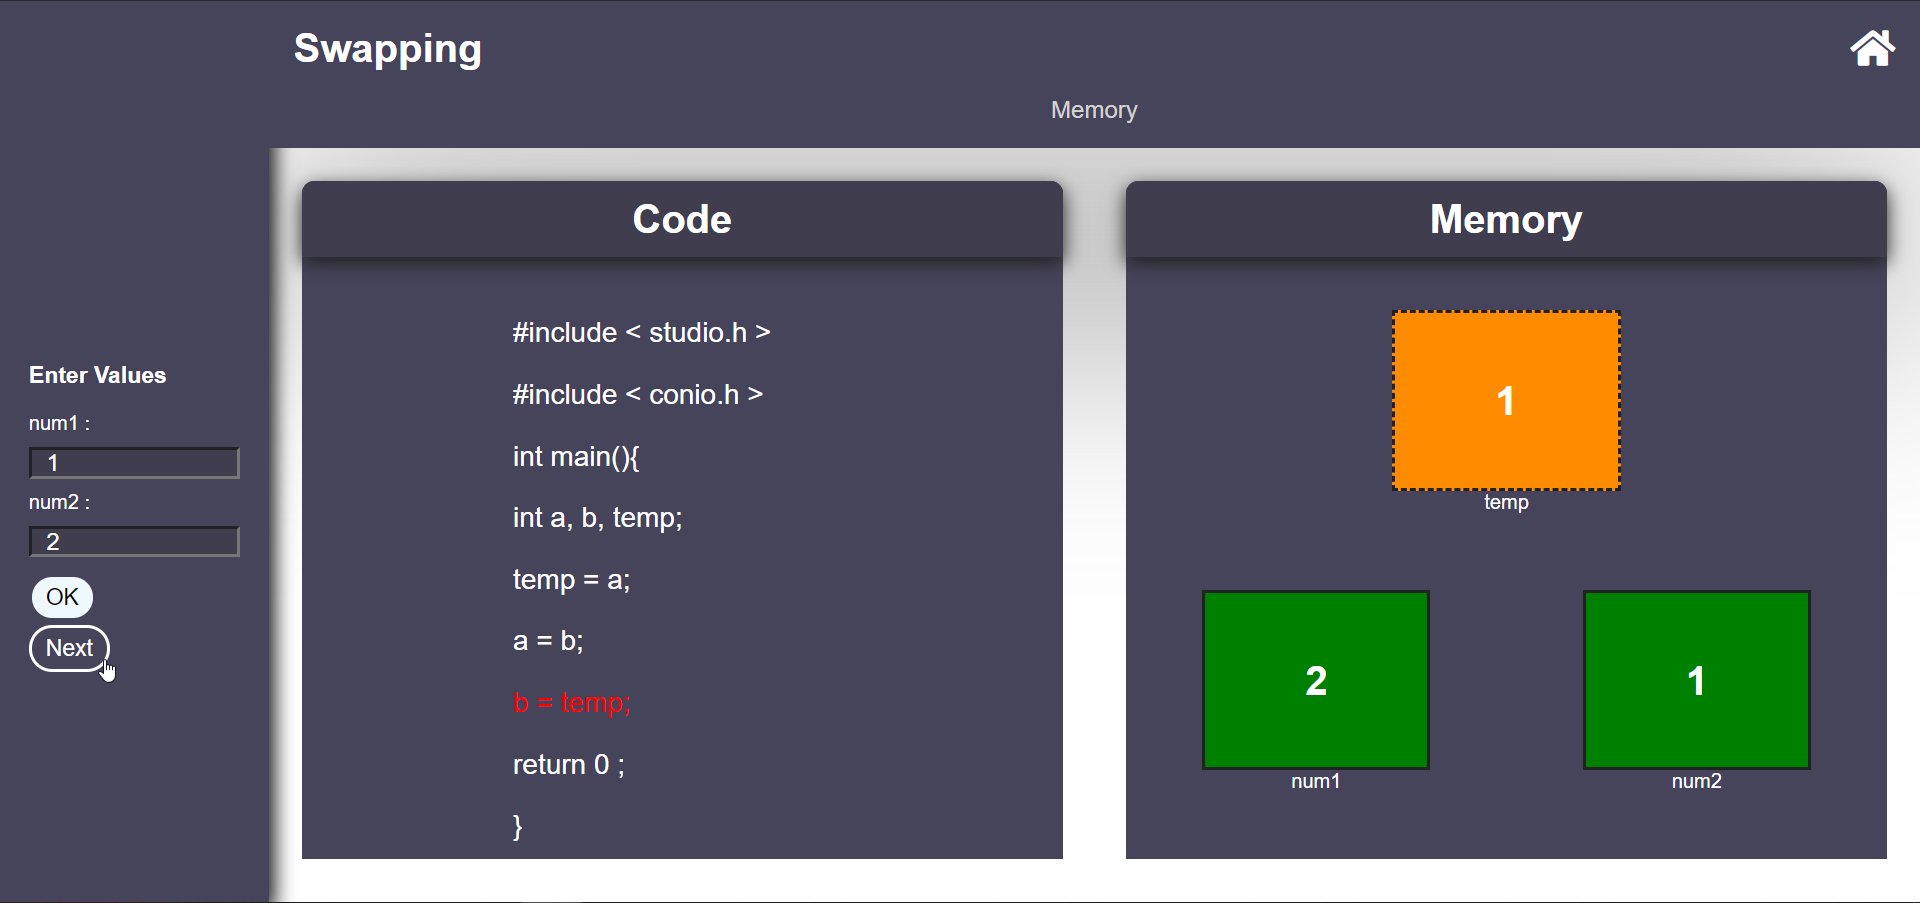 Swapping
Memory
Enter Values
num1 :
1
num2 :
2
OK
Next
Code
#include < studio.h >
#include < conio.h >
int main(){
int a, b, temp;
temp = a;
a = b;
b = temp;
return 0 ;
}
Memory
1
temp
2
1
num1
num2